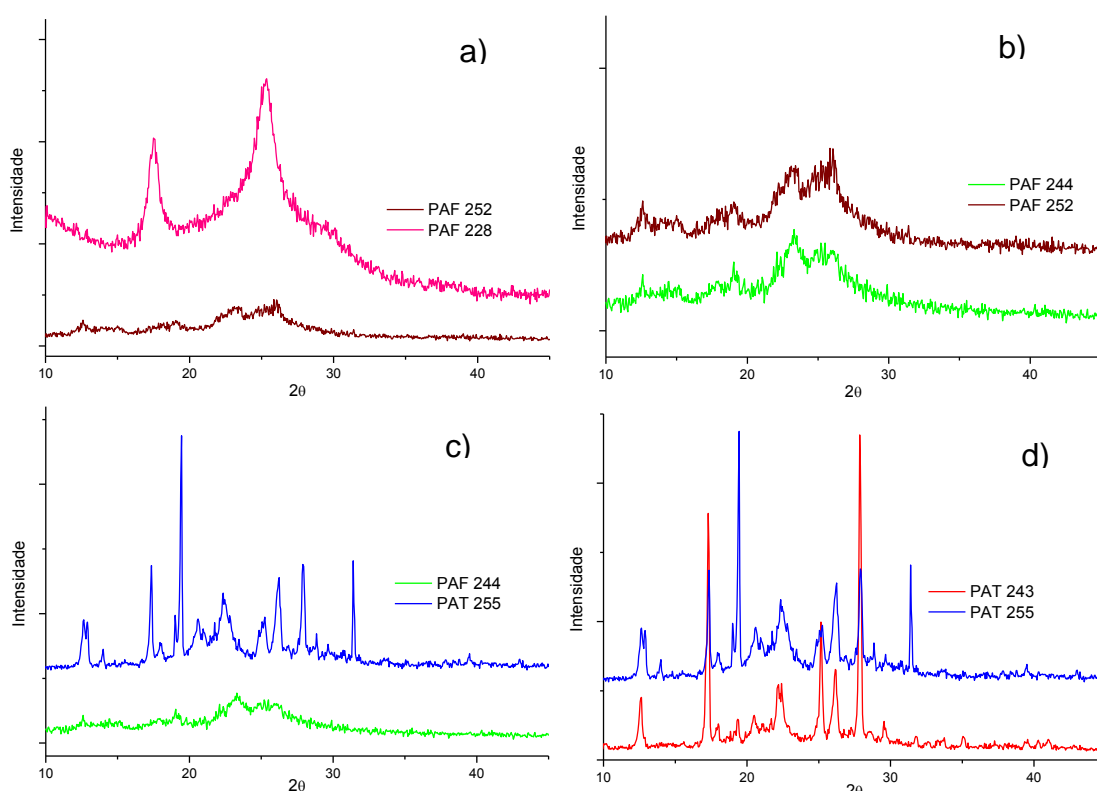 a)
Intensidade
PAF 252
PAF 228
10
20
30
40
2θ
b)
Intensidade
PAF 244
PAF 252
10
20
30
40
2θ
c)
Intensidade
PAF 244
PAT 255
10
20
30
40
2θ
d)
Intensidade
PAT 243
PAT 255
10
20
30
40
2θ